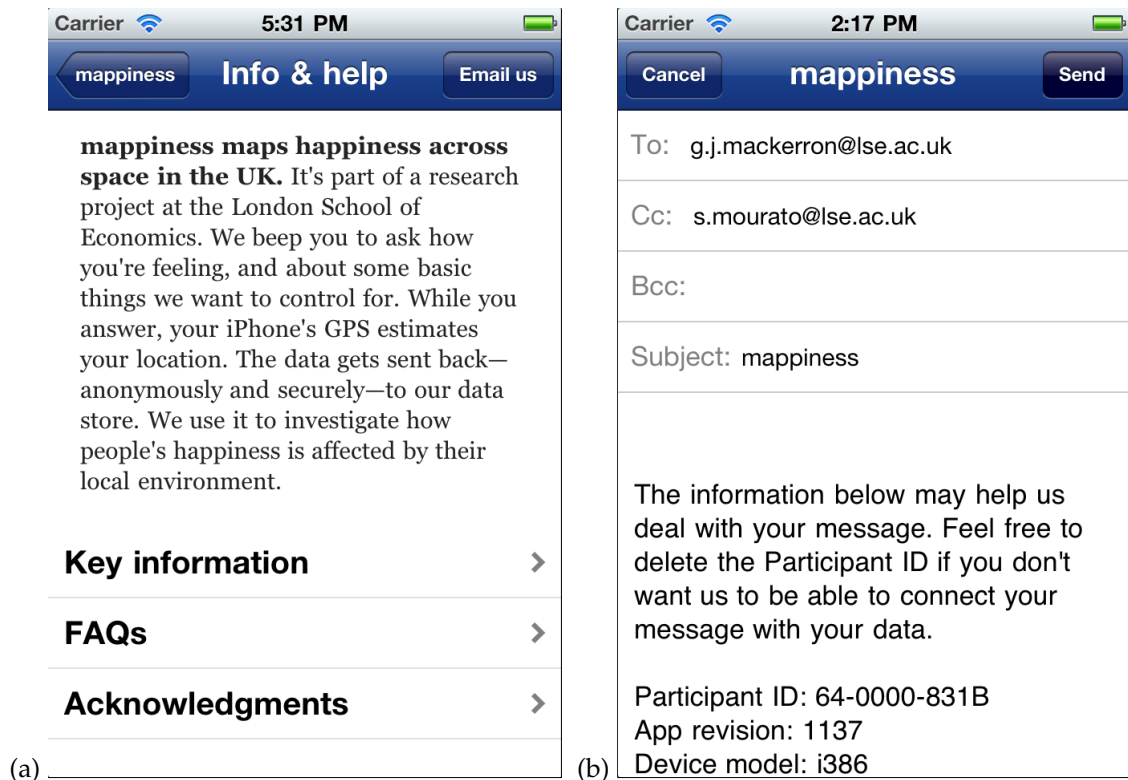 Carrier 5:31 PM
mappiness Info & help Email us
mappiness maps happiness across
space in the UK. It's part of a research
project at the London School of
Economics. We beep you to ask how
you're feeling, and about some basic
things we want to control for. While you
answer, your iPhone's GPS estimates
your location. The data gets sent back—
anonymously and securely—to our data
store. We use it to investigate how
people's happiness is affected by their
local environment.
Key information
FAQs
Acknowledgments
(a)
Carrier 2:17 PM
Cancel mappiness Send
To: g.j.mackerron@lse.ac.uk
Cc: s.mourato@lse.ac.uk
Bcc:
Subject: mappiness
The information below may help us
deal with your message. Feel free to
delete the Participant ID if you don't
want us to be able to connect your
message with your data.
Participant ID: 64-0000-831B
App revision: 1137
Device model: i386
(b)